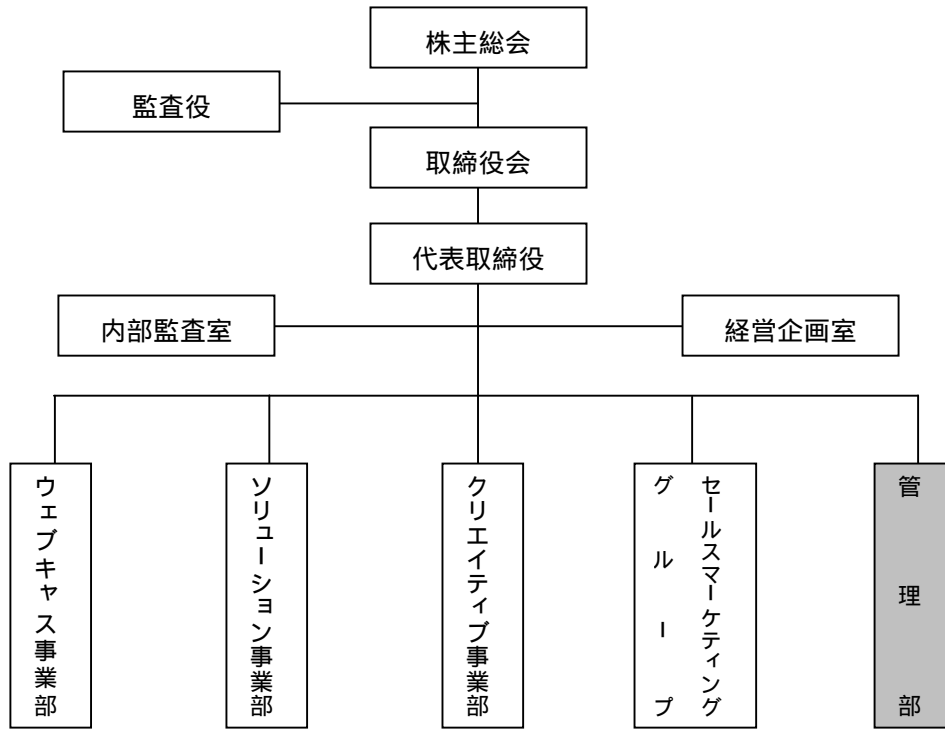 株主総会
監査役
取締役会
代表取締役
内部監査室
経営企画室
ウェブキャス事業部
ソリューション事業部
クリエイティブ事業部
セールスマーケティング
グループ
管理部